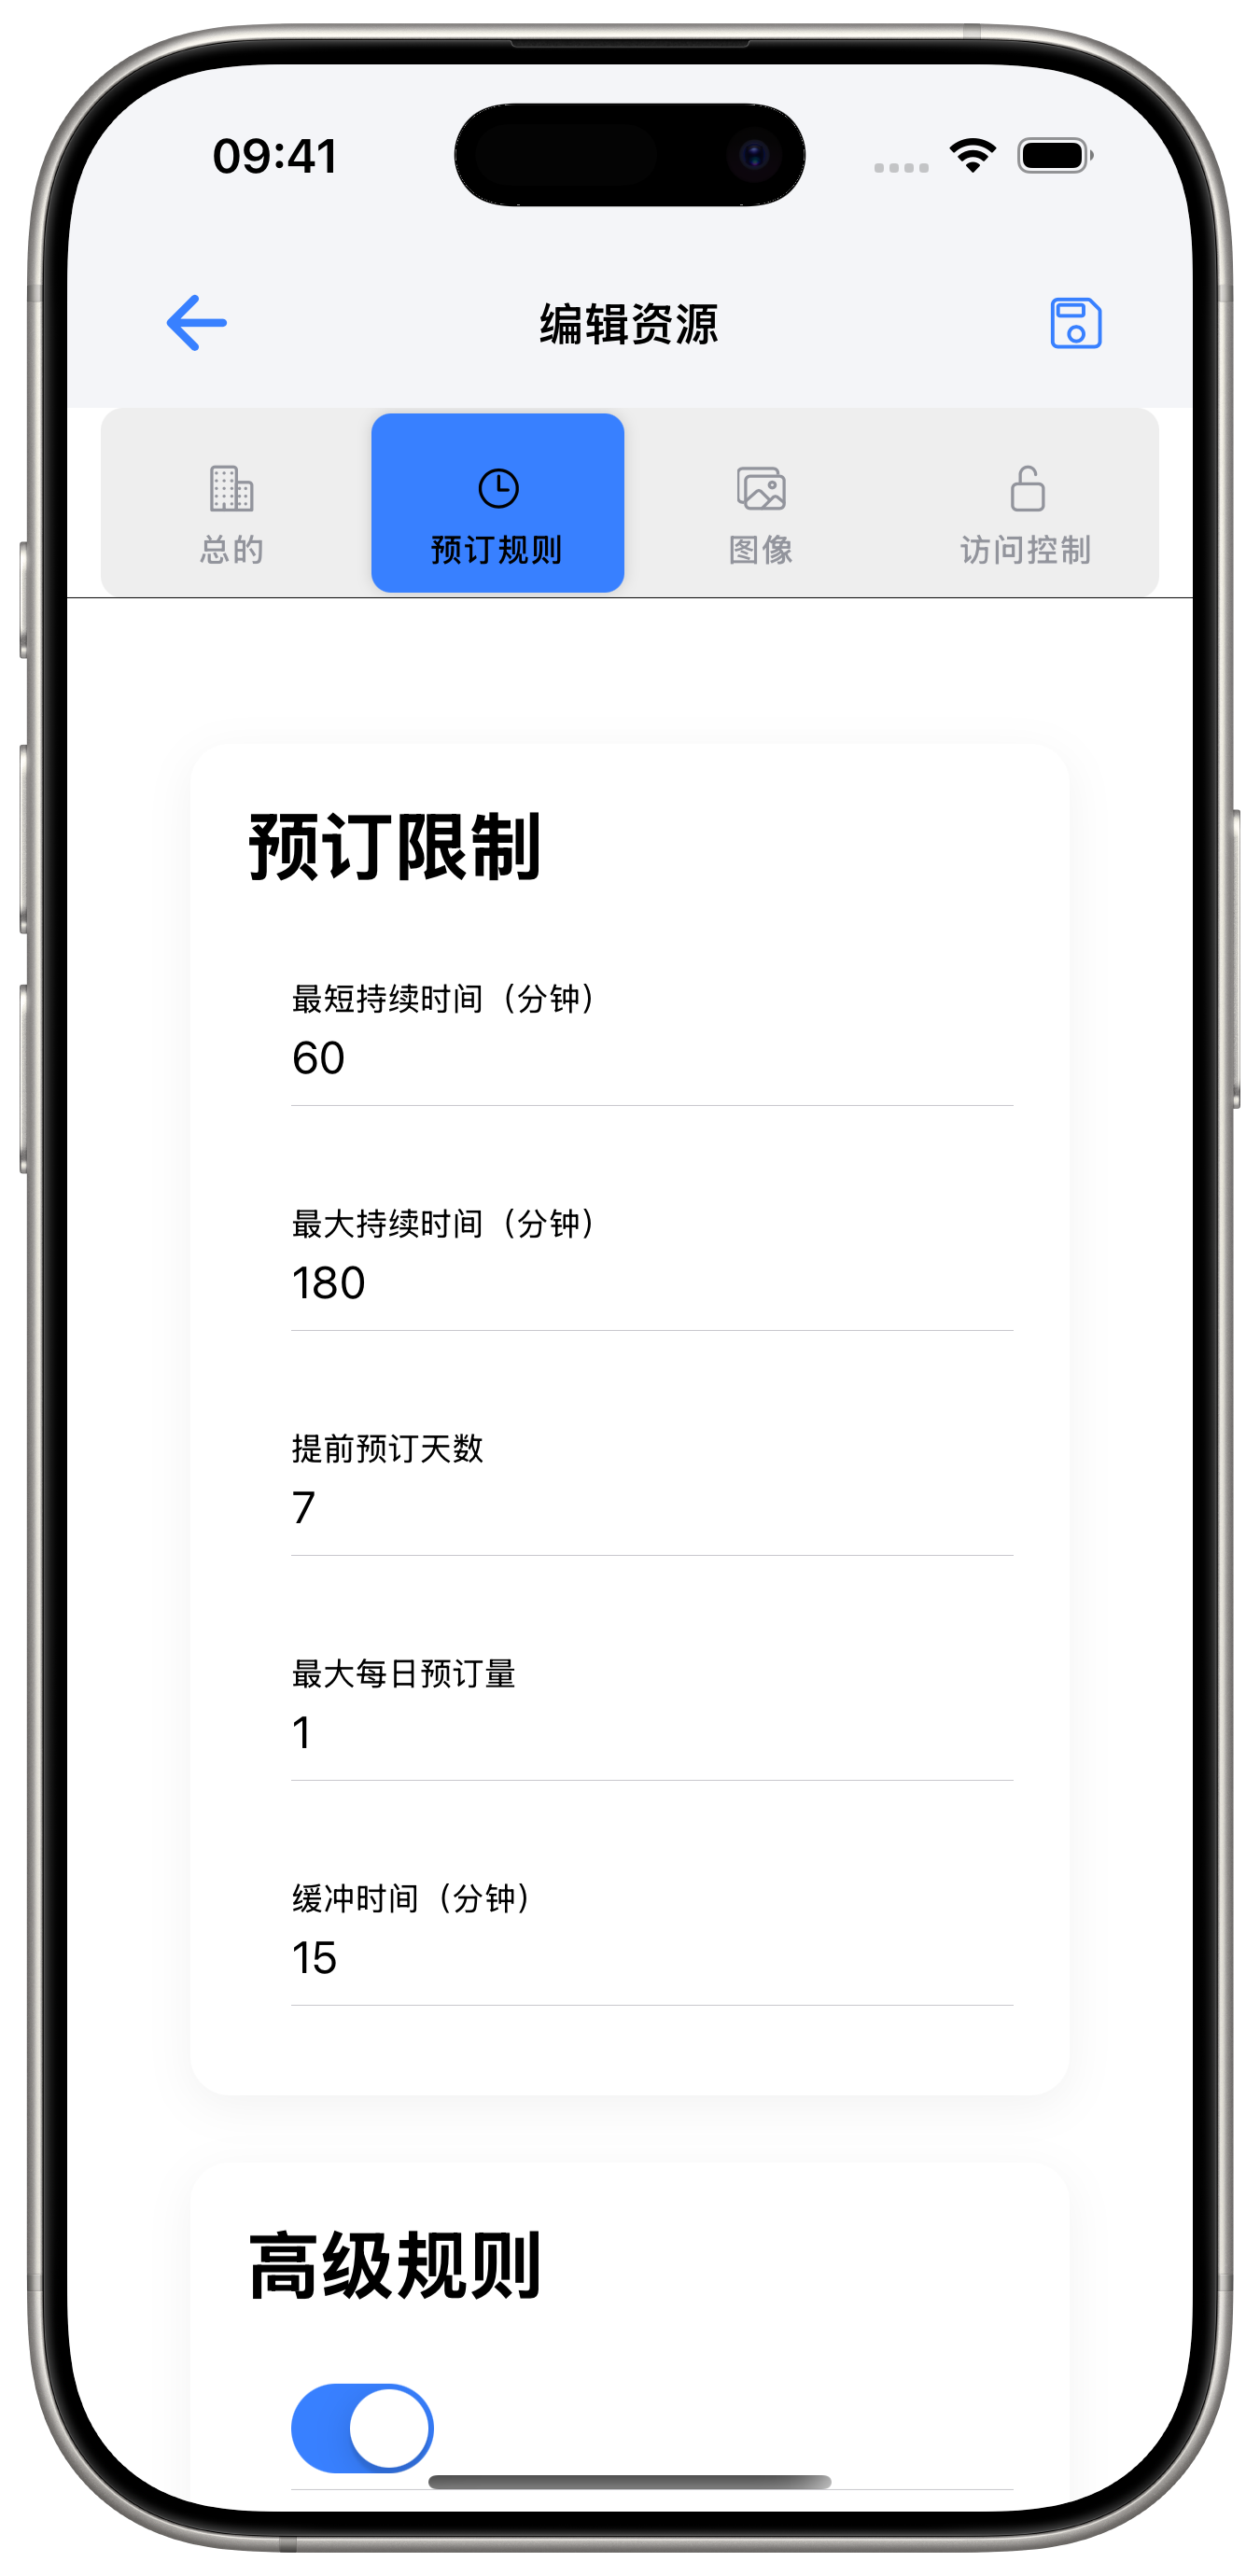 09:41
编辑资源
总的
预订规则
图像
访问控制
预订限制
最短持续时间（分钟）
60
最大持续时间（分钟）
180
提前预订天数
7
最大每日预订量
1
缓冲时间（分钟）
15
高级规则